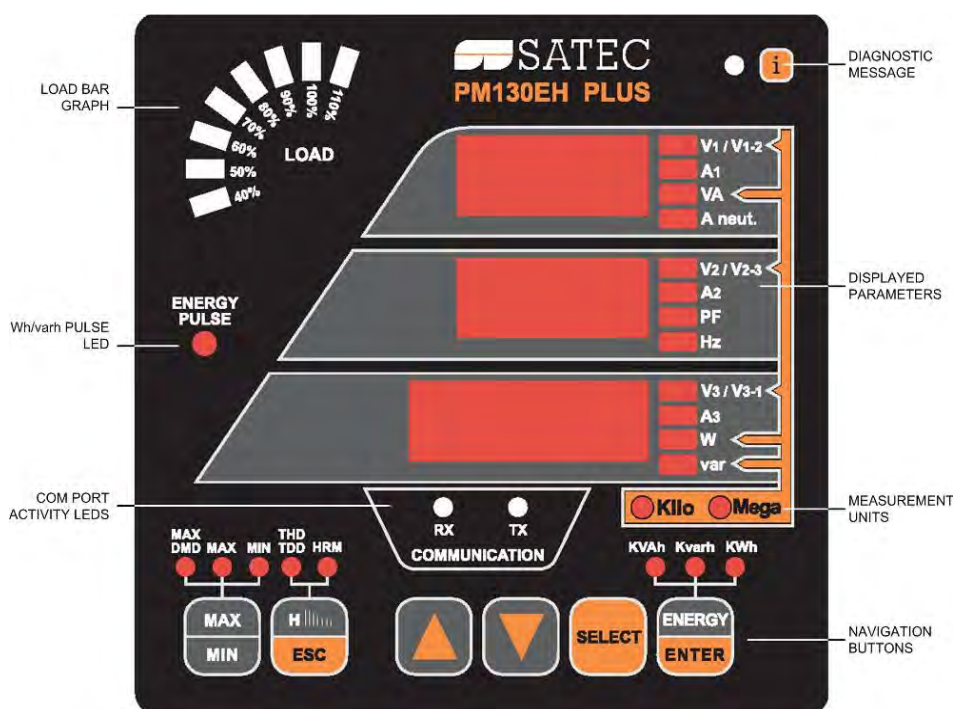 SATEC
PM130EH PLUS
i
DIAGNOSTIC
MESSAGE
LOAD BAR
GRAPH
110%
100%
90%
80%
70%
60%
50%
40%
LOAD
V1 / V1-2
A1
VA
A neut.
V2 / V2-3
A2
PF
Hz
DISPLAYED
PARAMETERS
ENERGY
PULSE
Wh/varh PULSE
LED
V3 / V3-1
A3
W
var
COM PORT
ACTIVITY LEDS
RX TX
COMMUNICATION
Kilo Mega
MEASUREMENT
UNITS
MAX
DMD MAX MIN
THD
TDD HRM
KVAh Kvarh KWh
MAX
MIN
H
ESC
SELECT
ENERGY
ENTER
NAVIGATION
BUTTONS